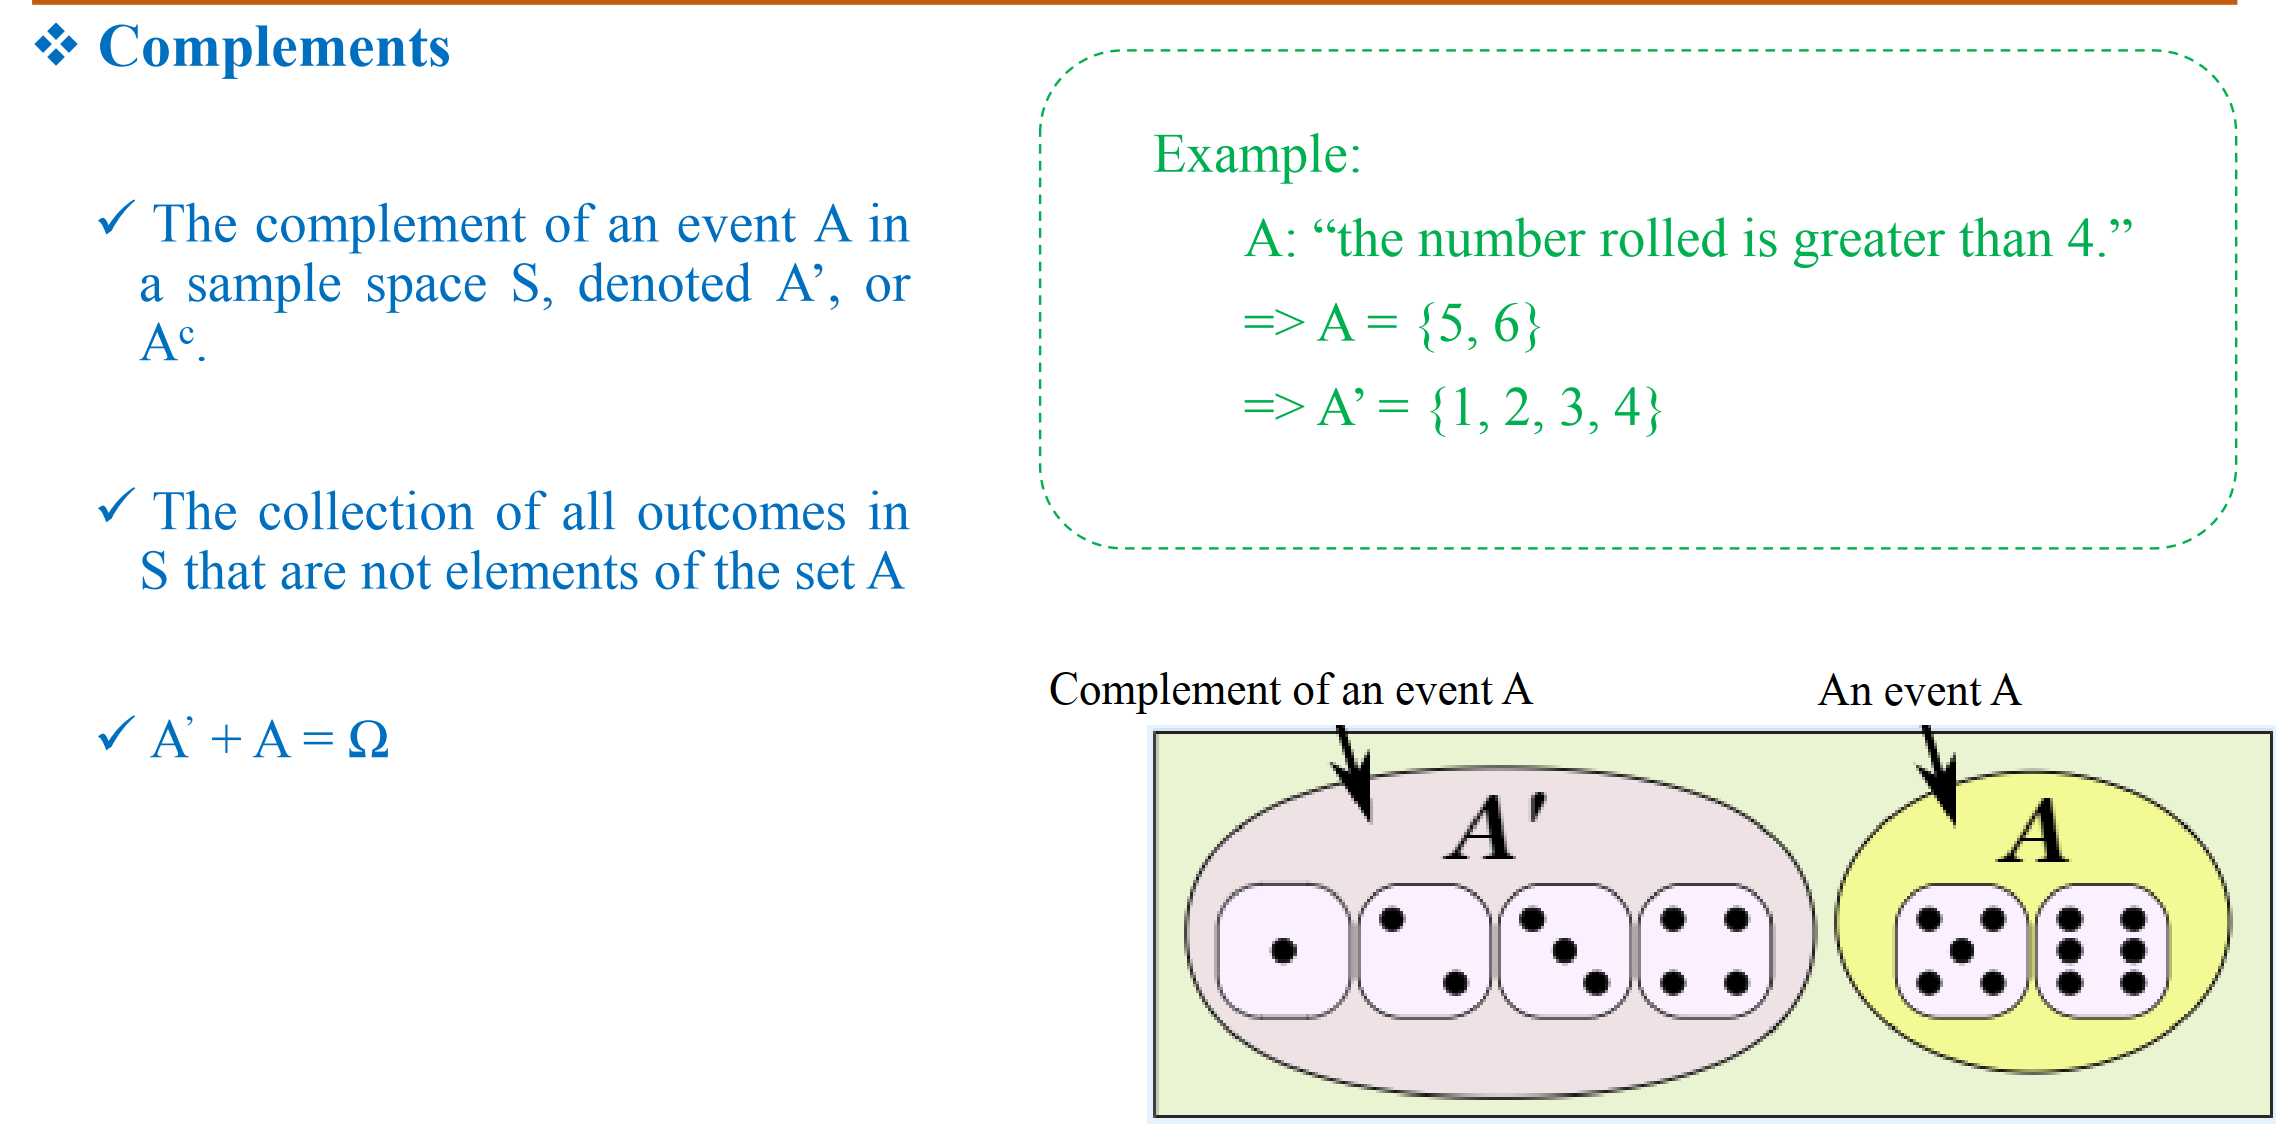 ❖ Complements
✓ The complement of an event A in
a sample space S, denoted A’, or
Aᶜ.
✓ The collection of all outcomes in
S that are not elements of the set A
✓ A’ + A = Ω
Example:
A: “the number rolled is greater than 4.”
=> A = {5, 6}
=> A’ = {1, 2, 3, 4}
Complement of an event A
An event A
A′
A